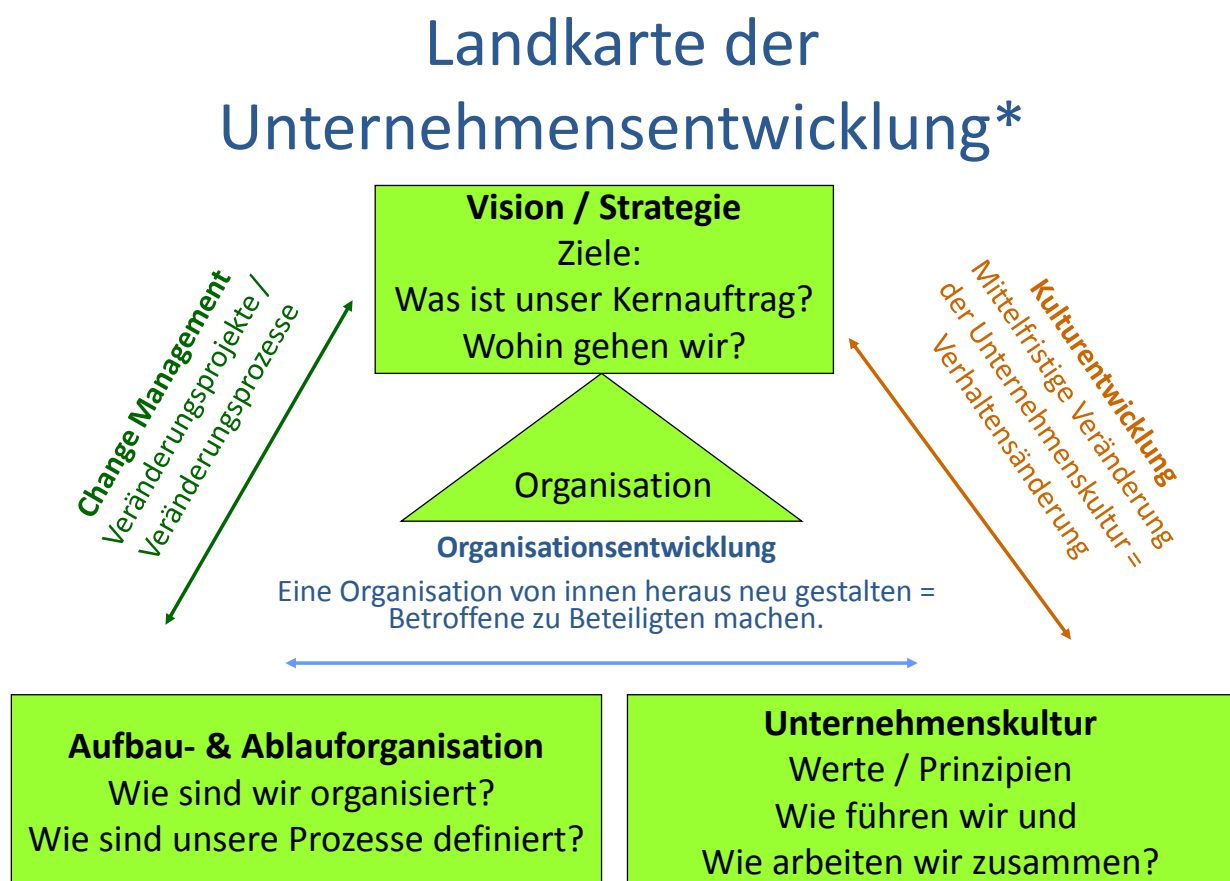 Landkarte der
Unternehmensentwicklung*
Vision / Strategie
Ziele:
Was ist unser Kernauftrag?
Wohin gehen wir?
Change Management
Veränderungsprojekte /
Veränderungsprozesse
Kulturentwicklung
Mittelfristige Veränderung
der Unternehmenskultur =
Verhaltensänderung
Organisation
Organisationsentwicklung
Eine Organisation von innen heraus neu gestalten =
Betroffene zu Beteiligten machen.
Aufbau- & Ablauforganisation
Wie sind wir organisiert?
Wie sind unsere Prozesse definiert?
Unternehmenskultur
Werte / Prinzipien
Wie führen wir und
Wie arbeiten wir zusammen?